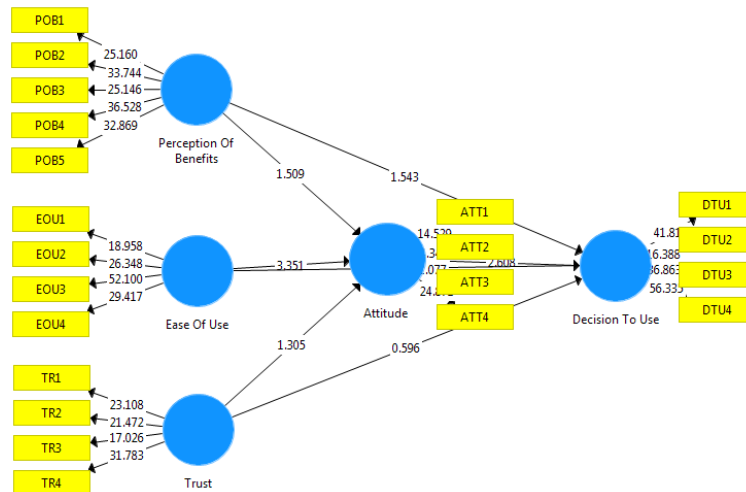 POB1
25.160
POB2
33.744
POB3
25.146
POB4
36.528
POB5
32.869
Perception Of
Benefits
1.509
1.543
EOU1
18.958
EOU2
26.348
EOU3
52.100
EOU4
29.417
Ease Of Use
3.351
Attitude
ATT1
ATT2
ATT3
ATT4
14.529
2.608
Decision To Use
DTU1
DTU2
DTU3
DTU4
56.335
TR1
23.108
TR2
21.472
TR3
17.026
TR4
31.783
Trust
1.305
0.596